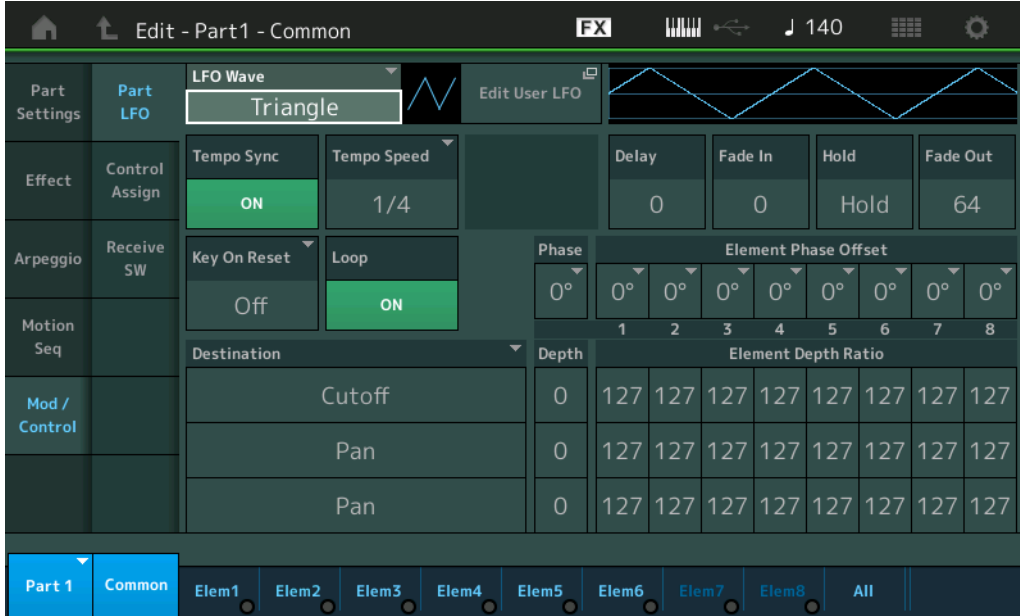 Edit - Part1 - Common FX 140
Part Settings
Effect
Arpeggio
Motion Seq
Mod / Control
Part LFO
Control Assign
Receive SW
LFO Wave
Triangle
Edit User LFO
Tempo Sync
ON
Tempo Speed
1/4
Delay
0
Fade In
0
Hold
Hold
Fade Out
64
Key On Reset
Off
Loop
ON
Phase
0°
Element Phase Offset
0° 0° 0° 0° 0° 0° 0° 0°
1 2 3 4 5 6 7 8
Destination Depth Element Depth Ratio
Cutoff 0 127 127 127 127 127 127 127 127
Pan 0 127 127 127 127 127 127 127 127
Pan 0 127 127 127 127 127 127 127 127
Part 1 Common Elem1 Elem2 Elem3 Elem4 Elem5 Elem6 Elem7 Elem8 All